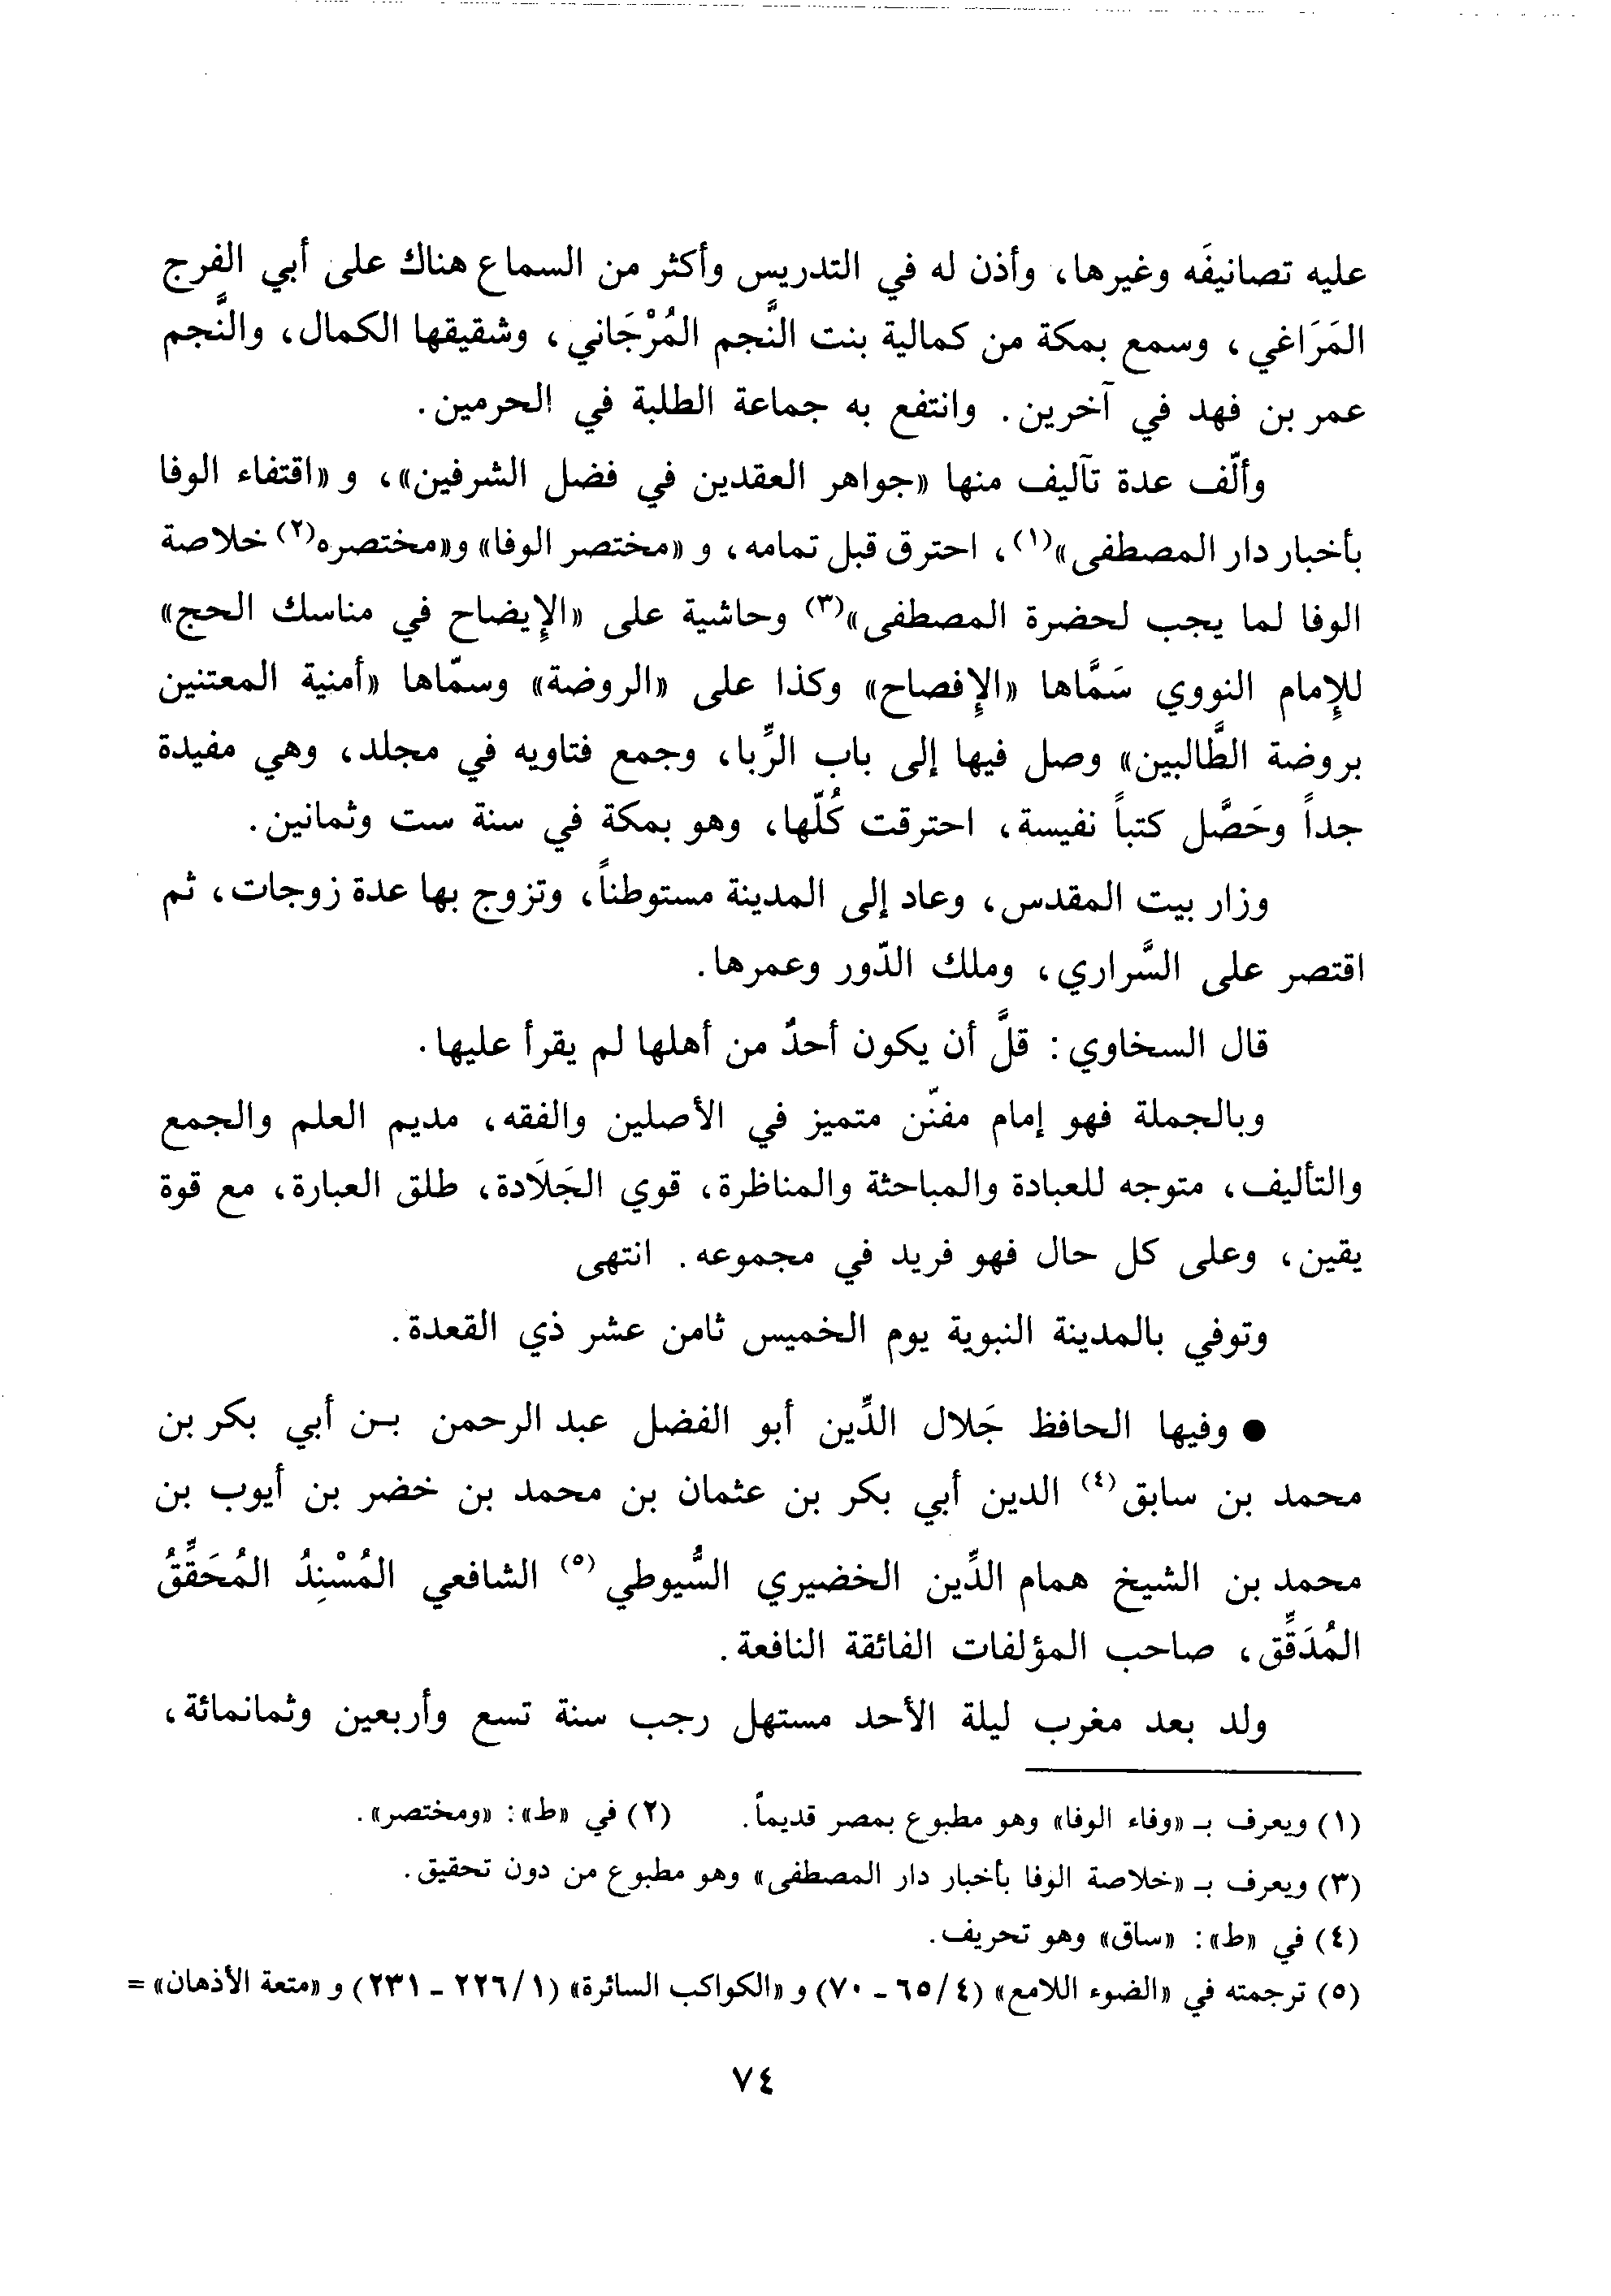 عليه تصانيفَه وغيرها، وأذن له في التدريس وأكثر من السماع هناك على أبي الفرج
المَرَاغي، وسمع بمكة من كمالية بنت النَّجم المُرْجَاني، وشقيقها الكمال، والنَّجم
عمر بن فهد في آخرين. وانتفع به جماعة الطلبة في الحرمين.
وألّف عدة تآليف منها «جواهر العقدين في فضل الشرفين»، و «اقتفاء الوفا
بأخبار دار المصطفى»(١)، احترق قبل تمامه، و «مختصر الوفا» و«مختصره(٢) خلاصة
الوفا لما يجب لحضرة المصطفى»(٣) وحاشية على «الإيضاح في مناسك الحج»
للإمام النووي سَمَّاها «الإفصاح» وكذا على «الروضة» وسمّاها «أمنية المعتنين
بروضة الطَّالبين» وصل فيها إلى باب الرِّبا، وجمع فتاويه في مجلد، وهي مفيدة
جداً وحَصَّل كتباً نفيسة، احترقت كُلّها، وهو بمكة في سنة ست وثمانين.
وزار بيت المقدس، وعاد إلى المدينة مستوطناً، وتزوج بها عدة زوجات، ثم
اقتصر على السَّراري، وملك الدّور وعمرها.
قال السخاوي: قلَّ أن يكون أحدٌ من أهلها لم يقرأ عليها.
وبالجملة فهو إمام مفنّن متميز في الأصلين والفقه، مديم العلم والجمع
والتأليف، متوجه للعبادة والمباحثة والمناظرة، قوي الجَلَادة، طلق العبارة، مع قوة
يقين، وعلى كل حال فهو فريد في مجموعه. انتهى
وتوفي بالمدينة النبوية يوم الخميس ثامن عشر ذي القعدة.
● وفيها الحافظ جَلال الدِّين أبو الفضل عبد الرحمن بـن أبي بكر بن
محمد بن سابق(٤) الدين أبي بكر بن عثمان بن محمد بن خضر بن أيوب بن
محمد بن الشيخ همام الدِّين الخضيري السُّيوطي(٥) الشافعي المُسْنِدُ المُحَقِّقُ
المُدَقِّق، صاحب المؤلفات الفائقة النافعة.
ولد بعد مغرب ليلة الأحد مستهل رجب سنة تسع وأربعين وثمانمائة،
(١) ويعرف بـ «وفاء الوفا» وهو مطبوع بمصر قديماً. (٢) في «ط»: «ومختصر».
(٣) ويعرف بـ «خلاصة الوفا بأخبار دار المصطفى» وهو مطبوع من دون تحقيق.
(٤) في «ط»: «ساق» وهو تحريف.
(٥) ترجمته في «الضوء اللامع» (٤/٦٥ ـ ٧٠) و «الكواكب السائرة» (١/٢٢٦ ـ ٢٣١) و «متعة الأذهان» =
٧٤